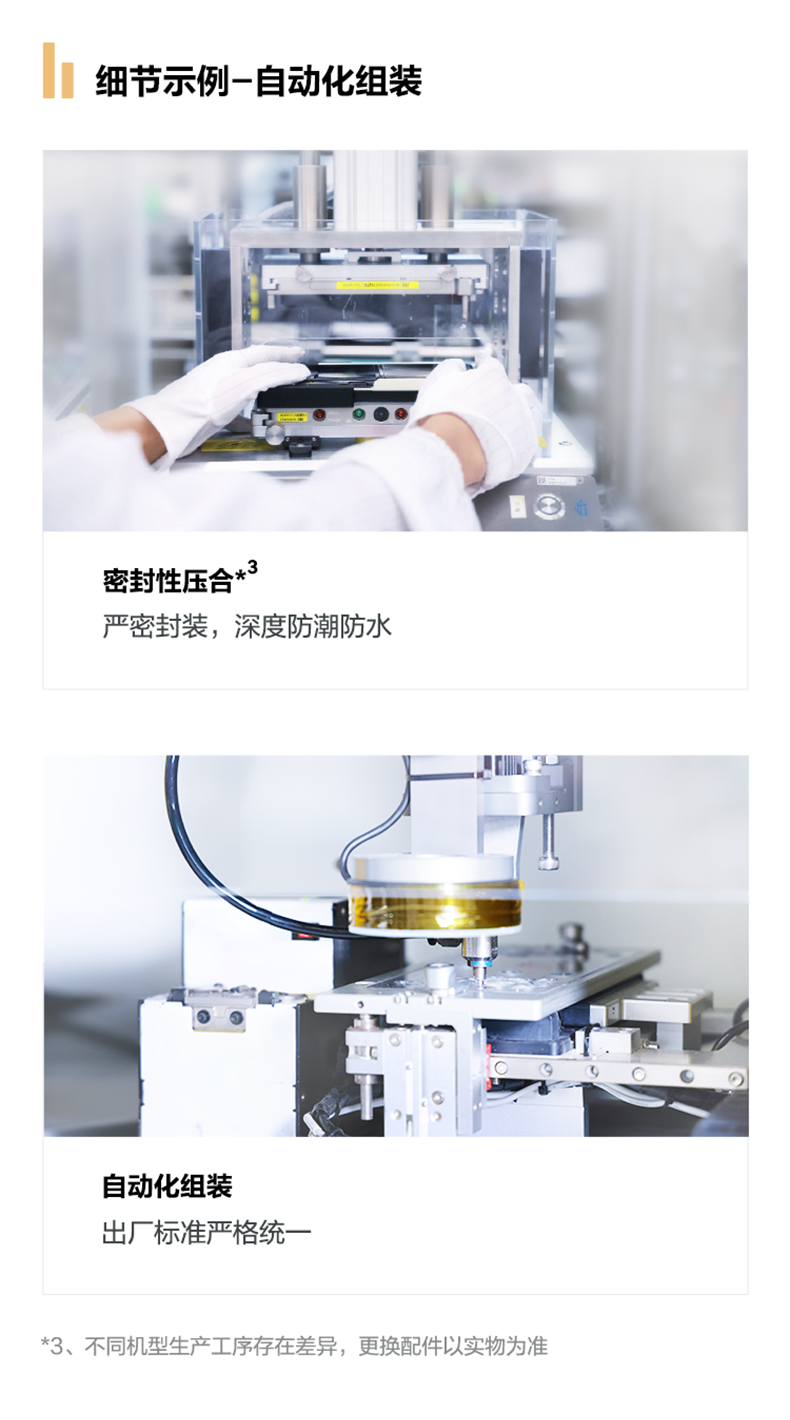 细节示例-自动化组装
密封性压合*3
严密封装，深度防潮防水
自动化组装
出厂标准严格统一
*3、不同机型生产工序存在差异，更换配件以实物为准